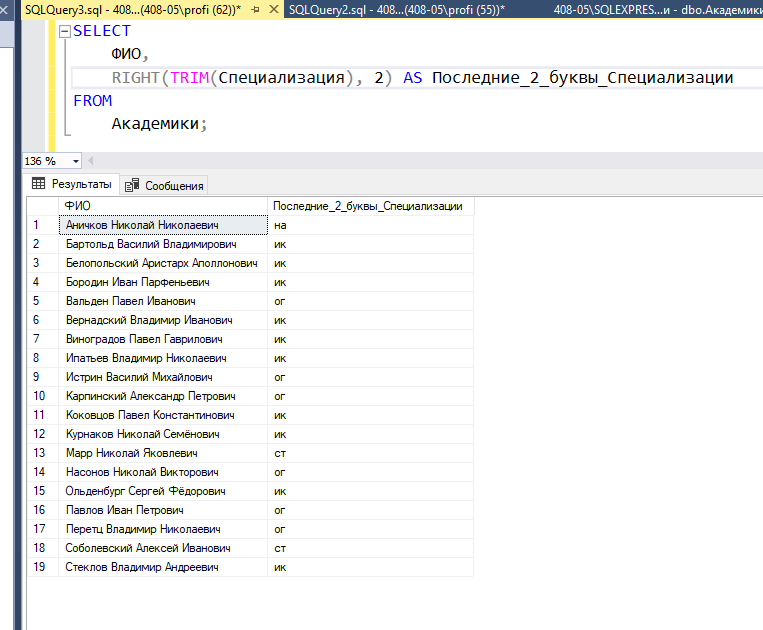 SQLQuery3.sql - 408...(408-05\profi (62))* SQLQuery2.sql - 408...(408-05\profi (55))* 408-05\SQLEXPRES...и - dbo.Академики
SELECT
ФИО,
RIGHT(TRIM(Специализация), 2) AS Последние_2_буквы_Специализации
FROM
Академики;
136 %
Результаты Сообщения
ФИО Последние_2_буквы_Специализации
1 Аничков Николай Николаевич на
2 Бартольд Василий Владимирович ик
3 Белопольский Аристарх Аполлонович ик
4 Бородин Иван Парфеньевич ик
5 Вальден Павел Иванович ог
6 Вернадский Владимир Иванович ик
7 Виноградов Павел Гаврилович ик
8 Ипатьев Владимир Николаевич ик
9 Истрин Василий Михайлович ог
10 Карпинский Александр Петрович ог
11 Коковцов Павел Константинович ик
12 Курнаков Николай Семёнович ик
13 Марр Николай Яковлевич ст
14 Насонов Николай Викторович ог
15 Ольденбург Сергей Фёдорович ик
16 Павлов Иван Петрович ог
17 Перетц Владимир Николаевич ог
18 Соболевский Алексей Иванович ст
19 Стеклов Владимир Андреевич ик